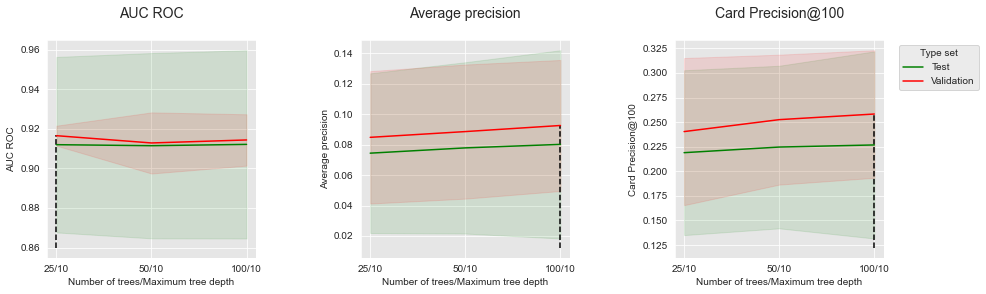 AUC ROC
0.96
0.94
0.92
0.90
0.88
0.86
AUC ROC
25/10 50/10 100/10
Number of trees/Maximum tree depth
Average precision
0.14
0.12
0.10
0.08
0.06
0.04
0.02
Average precision
25/10 50/10 100/10
Number of trees/Maximum tree depth
Card Precision@100
0.325
0.300
0.275
0.250
0.225
0.200
0.175
0.150
0.125
Card Precision@100
25/10 50/10 100/10
Number of trees/Maximum tree depth
Type set
Test
Validation